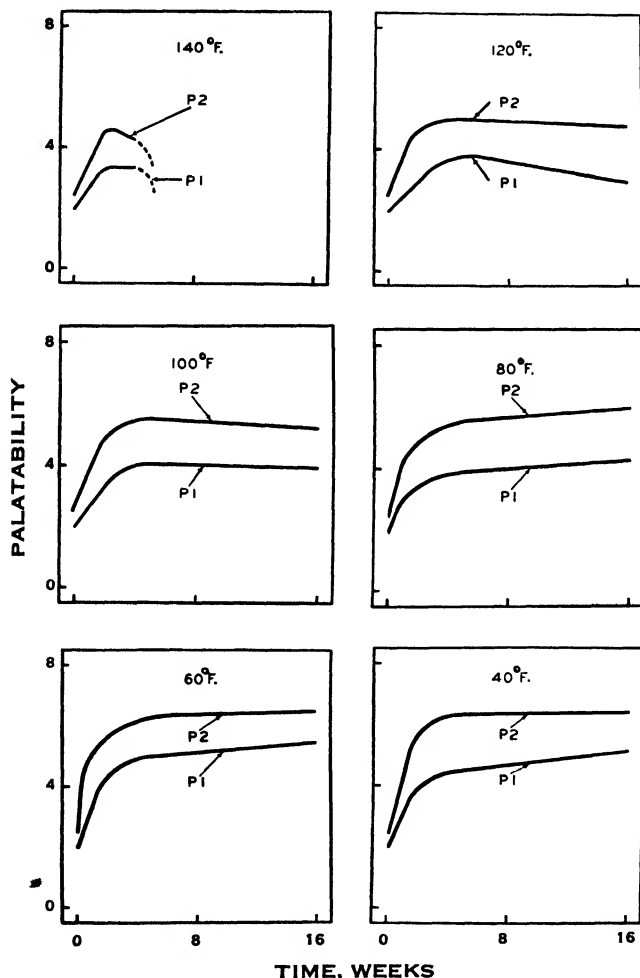 8
4
0
140°F.
P2
P1
120°F.
P2
P1
PALATABILITY
8
4
0
100°F
P2
P1
80°F.
P2
P1
8
4
0
60°F.
P2
P1
40°F.
P2
P1
0 8 16
0 8 16
TIME, WEEKS